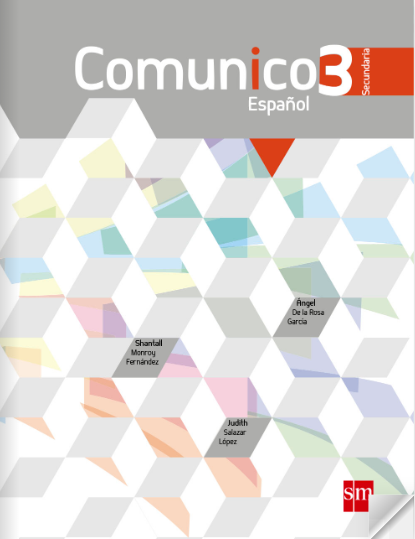 Comunico3
Secundaria
Español
Ángel
De la Rosa
García
Shantall
Monroy
Fernández
Judith
Salazar
López
sm